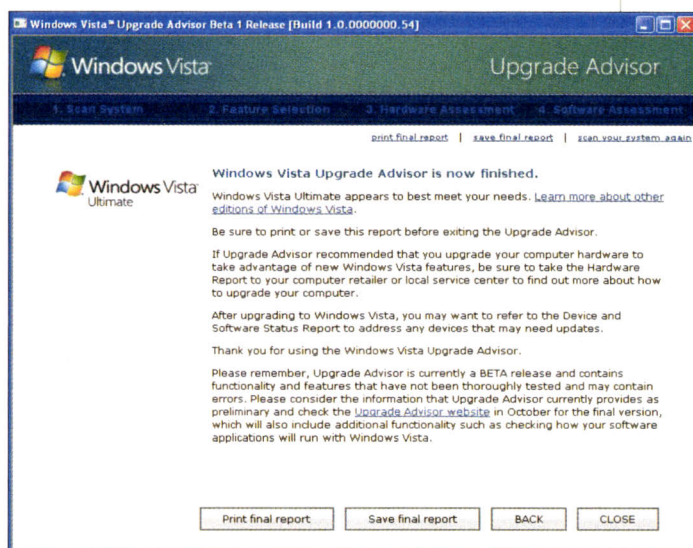 Windows Vista™ Upgrade Advisor Beta 1 Release [Build 1.0.0000000.54]
Windows Vista™
Upgrade Advisor
1. Scan System 2. Feature Selection 3. Hardware Assessment 4. Software Assessment
print final report | save final report | scan your system again
Windows Vista™
Ultimate
Windows Vista Upgrade Advisor is now finished.
Windows Vista Ultimate appears to best meet your needs. Learn more about other
editions of Windows Vista.
Be sure to print or save this report before exiting the Upgrade Advisor.
If Upgrade Advisor recommended that you upgrade your computer hardware to
take advantage of new Windows Vista features, be sure to take the Hardware
Report to your computer retailer or local service center to find out more about how
to upgrade your computer.
After upgrading to Windows Vista, you may want to refer to the Device and
Software Status Report to address any devices that may need updates.
Thank you for using the Windows Vista Upgrade Advisor.
Please remember, Upgrade Advisor is currently a BETA release and contains
functionality and features that have not been thoroughly tested and may contain
errors. Please consider the information that Upgrade Advisor currently provides as
preliminary and check the Upgrade Advisor website in October for the final version,
which will also include additional functionality such as checking how your software
applications will run with Windows Vista.
Print final report Save final report BACK CLOSE